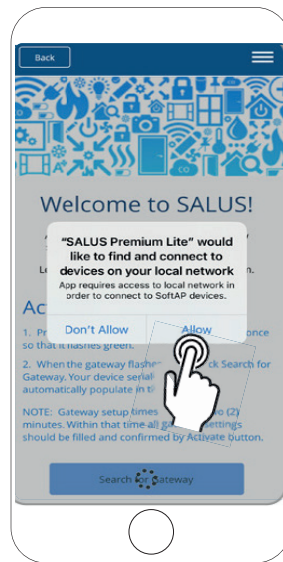 Back
Welcome to SALUS!
"SALUS Premium Lite" would
like to find and connect to
devices on your local network
App requires access to local network in
order to connect to SoftAP devices.
Don't Allow Allow
Ac
1. Pr once
so that it flashes green.
2. When the gateway flashe ck Search for
Gateway. Your device serial
automatically populate in t
NOTE: Gateway setup times o (2)
minutes. Within that time all settings
should be filled and confirmed by Activate button.
Search for Gateway